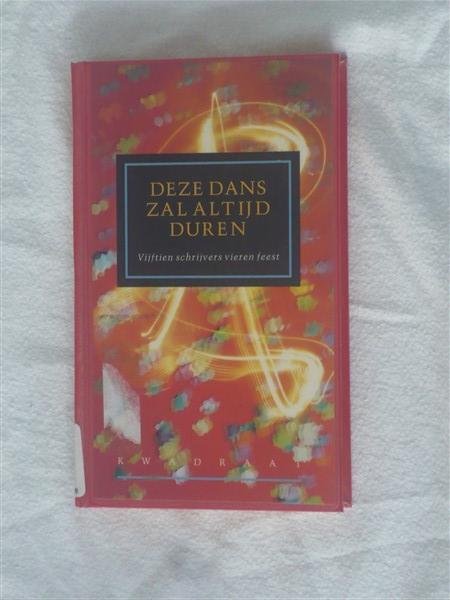 DEZE DANS
ZAL ALTIJD
DUREN
Vijftien schrijvers vieren feest
KWADRAAT